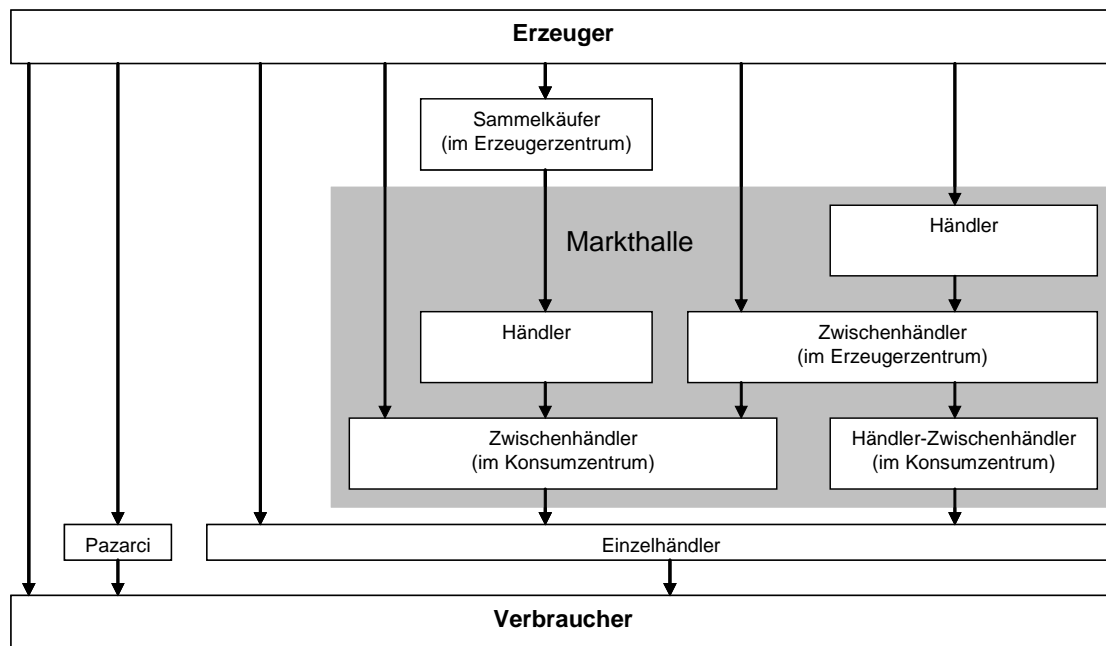 Erzeuger
Sammelkäufer
(im Erzeugerzentrum)
Markthalle
Händler
Händler
Zwischenhändler
(im Erzeugerzentrum)
Zwischenhändler
(im Konsumzentrum)
Händler-Zwischenhändler
(im Konsumzentrum)
Pazarci
Einzelhändler
Verbraucher